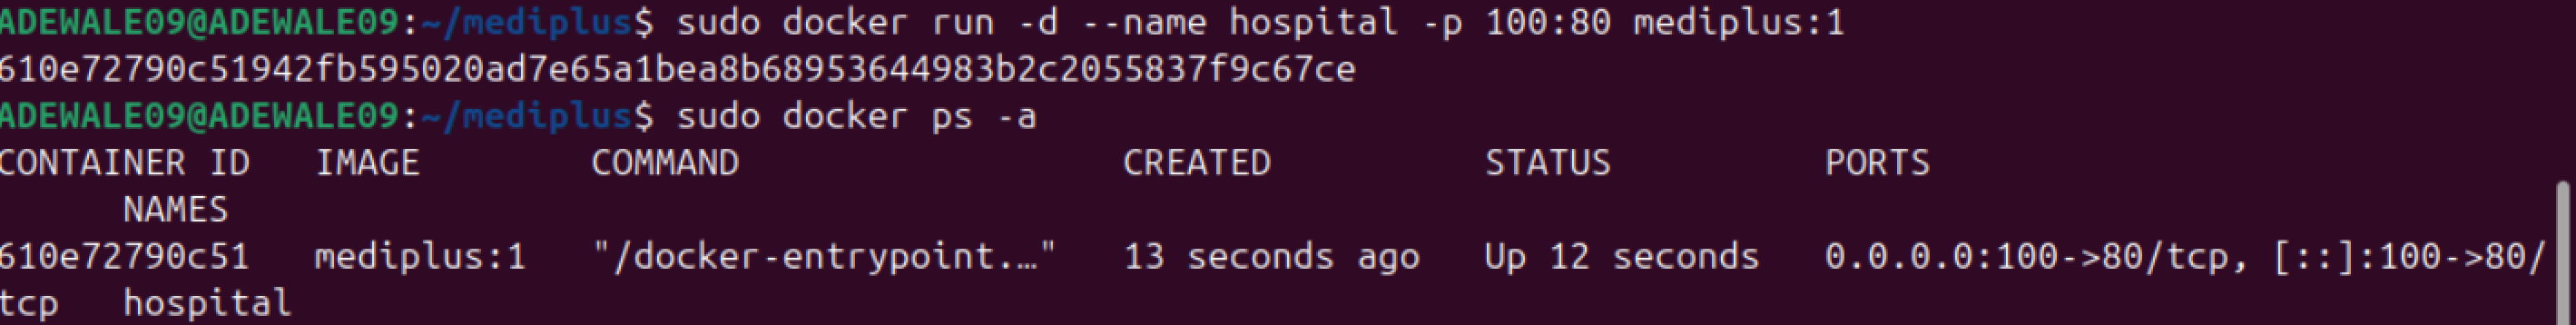 ADEWALE09@ADEWALE09:~/mediplus$ sudo docker run -d --name hospital -p 100:80 mediplus:1
610e72790c51942fb595020ad7e65a1bea8b68953644983b2c2055837f9c67ce
ADEWALE09@ADEWALE09:~/mediplus$ sudo docker ps -a
CONTAINER ID   IMAGE        COMMAND                  CREATED          STATUS          PORTS
      NAMES
610e72790c51   mediplus:1   "/docker-entrypoint.…"   13 seconds ago   Up 12 seconds   0.0.0.0:100->80/tcp, [::]:100->80/
tcp   hospital